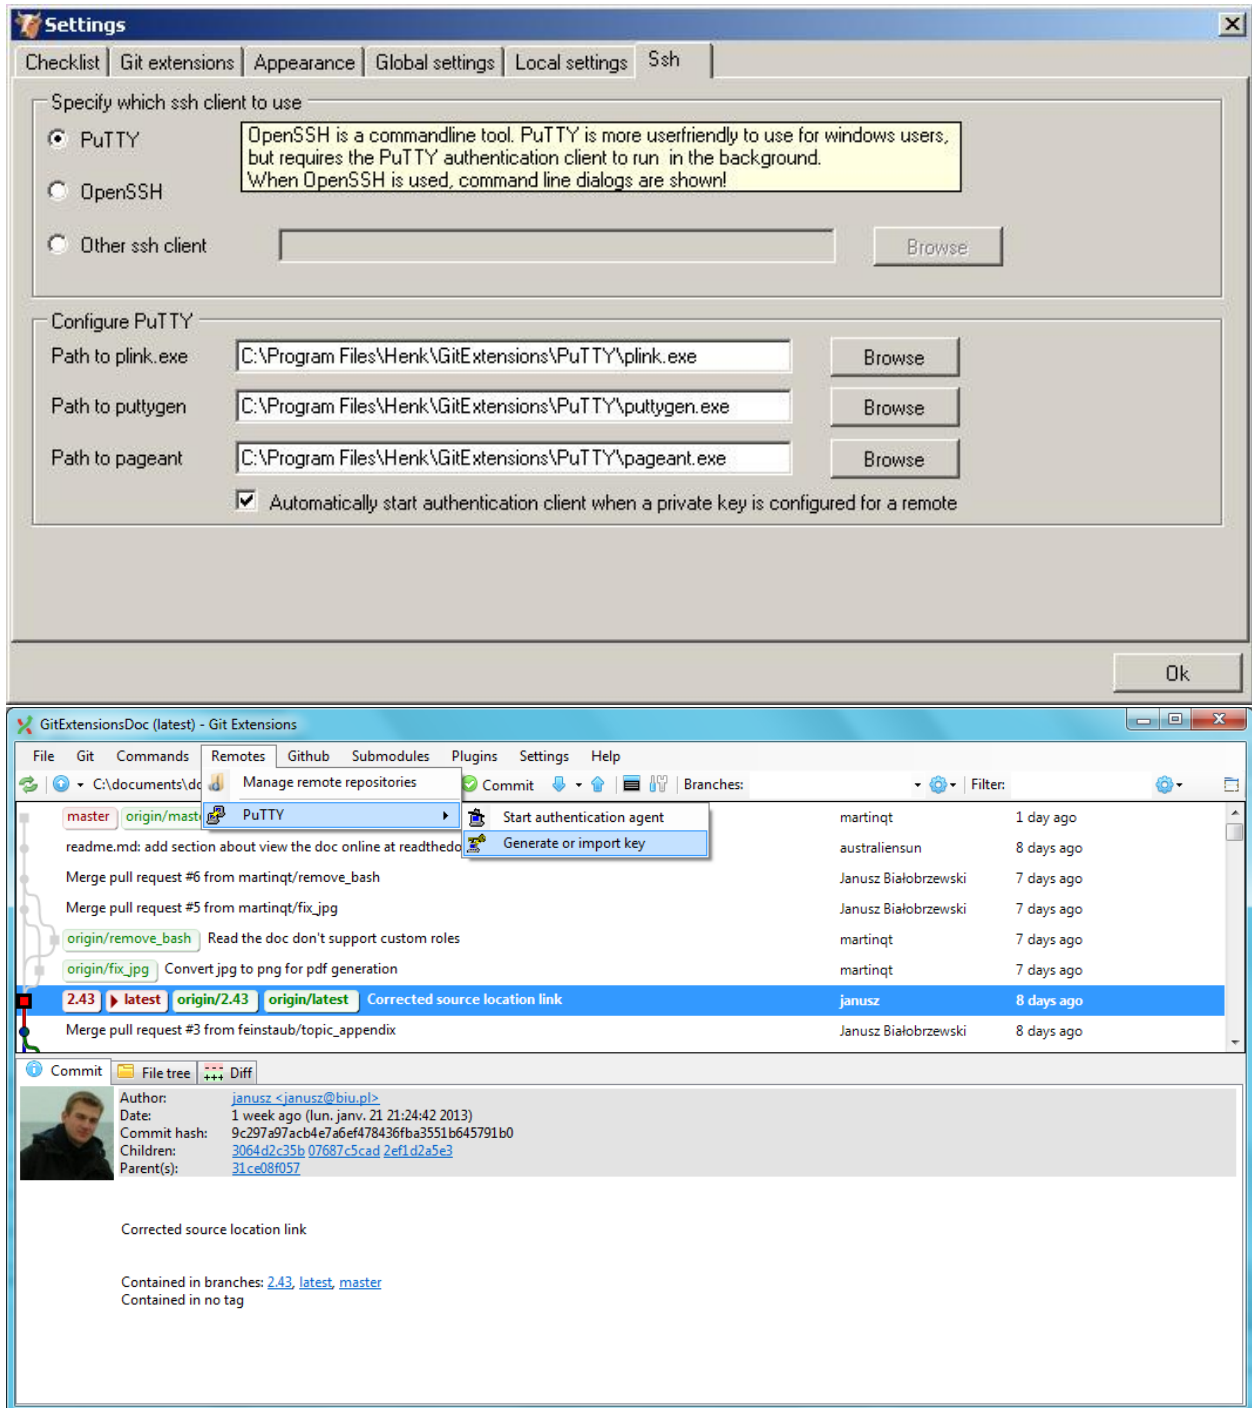 Settings
Checklist Git extensions Appearance Global settings Local settings Ssh
Specify which ssh client to use
PuTTY
OpenSSH is a commandline tool. PuTTY is more userfriendly to use for windows users,
but requires the PuTTY authentication client to run in the background.
When OpenSSH is used, command line dialogs are shown!
OpenSSH
Other ssh client Browse
Configure PuTTY
Path to plink.exe C:\Program Files\Henk\GitExtensions\PuTTY\plink.exe Browse
Path to puttygen C:\Program Files\Henk\GitExtensions\PuTTY\puttygen.exe Browse
Path to pageant C:\Program Files\Henk\GitExtensions\PuTTY\pageant.exe Browse
Automatically start authentication client when a private key is configured for a remote
Ok
GitExtensionsDoc (latest) - Git Extensions
File Git Commands Remotes Github Submodules Plugins Settings Help
C:\documents\dc Manage remote repositories Commit Branches: Filter:
master origin/mast PuTTY Start authentication agent martinqt 1 day ago
readme.md: add section about view the doc online at readthedo Generate or import key australiensun 8 days ago
Merge pull request #6 from martinqt/remove_bash Janusz Białobrzewski 7 days ago
Merge pull request #5 from martinqt/fix_jpg Janusz Białobrzewski 7 days ago
origin/remove_bash Read the doc don't support custom roles martinqt 7 days ago
origin/fix_jpg Convert jpg to png for pdf generation martinqt 7 days ago
2.43 latest origin/2.43 origin/latest Corrected source location link janusz 8 days ago
Merge pull request #3 from feinstaub/topic_appendix Janusz Białobrzewski 8 days ago
Commit File tree Diff
Author: janusz <janusz@biu.pl>
Date: 1 week ago (lun. janv. 21 21:24:42 2013)
Commit hash: 9c297a97acb4e7a6ef478436fba3551b645791b0
Children: 3064d2c35b 07687c5cad 2ef1d2a5e3
Parent(s): 31ce08f057
Corrected source location link
Contained in branches: 2.43, latest, master
Contained in no tag